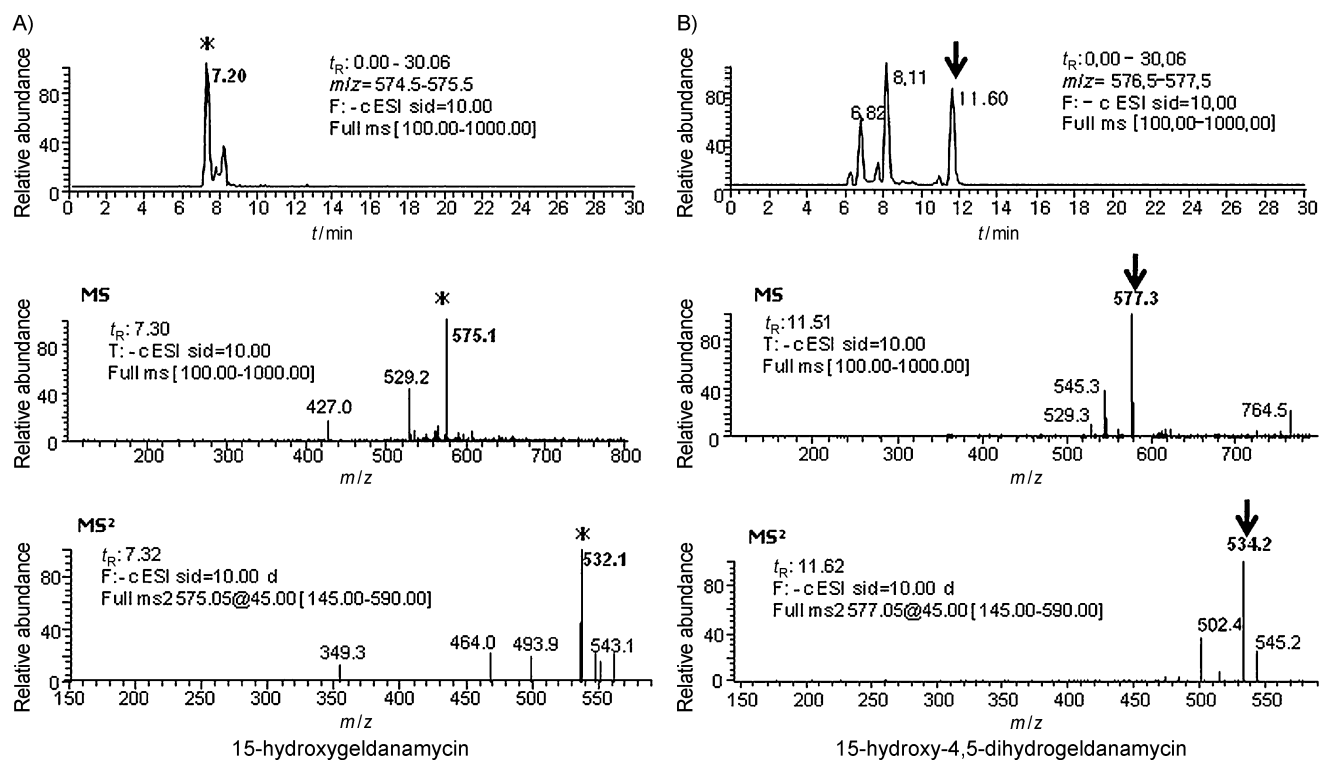 A)
Relative abundance
80
40
0
*
7.20
tR: 0.00 - 30.06
m/z= 574.5-575.5
F: - c ESI sid=10.00
Full ms [100.00-1000.00]
0 2 4 6 8 10 12 14 16 18 20 22 24 26 28 30
t/min
MS
Relative abundance
80
40
0
tR: 7.30
T: - c ESI sid=10.00
Full ms [100.00-1000.00]
*
575.1
529.2
427.0
200 300 400 500 600 700 800
m/z
MS²
Relative abundance
80
40
0
tR: 7.32
F: - c ESI sid=10.00 d
Full ms2 575.05@45.00 [145.00-590.00]
*
532.1
349.3
464.0
493.9
543.1
150 200 250 300 350 400 450 500 550
m/z
15-hydroxygeldanamycin
B)
Relative abundance
80
40
0
6,82
8,11
11.60
tR: 0,00 - 30,06
m/z= 576,5-577,5
F: - c ESI sid=10,00
Full ms [100,00-1000,00]
0 2 4 6 8 10 12 14 16 18 20 22 24 26 28 30
t/min
MS
Relative abundance
80
40
0
tR: 11.51
T: - c ESI sid=10.00
Full ms [100.00-1000.00]
577.3
545.3
529.3
764.5
200 300 400 500 600 700
m/z
MS²
Relative abundance
80
40
0
tR: 11.62
F: - c ESI sid=10.00 d
Full ms2 577.05@45.00 [145.00-590.00]
534.2
502.4
545.2
150 200 250 300 350 400 450 500 550
m/z
15-hydroxy-4,5-dihydrogeldanamycin